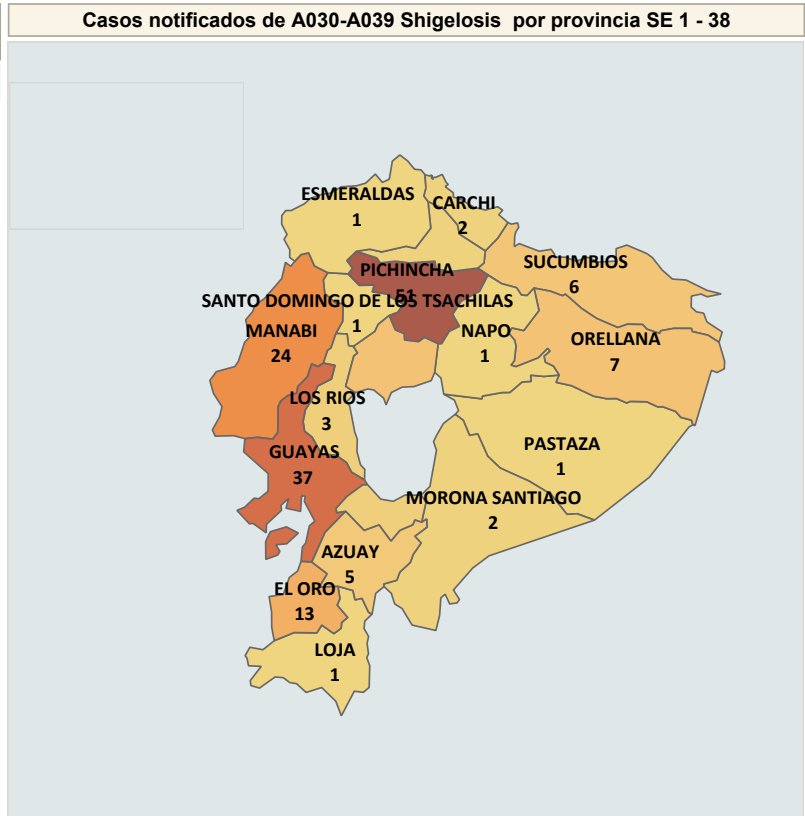 Casos notificados de A030-A039 Shigelosis por provincia SE 1 - 38
ESMERALDAS
1
CARCHI
2
PICHINCHA
51
SUCUMBIOS
6
SANTO DOMINGO DE LOS TSACHILAS
1
MANABI
24
NAPO
1
ORELLANA
7
LOS RIOS
3
GUAYAS
37
PASTAZA
1
MORONA SANTIAGO
2
AZUAY
5
EL ORO
13
LOJA
1